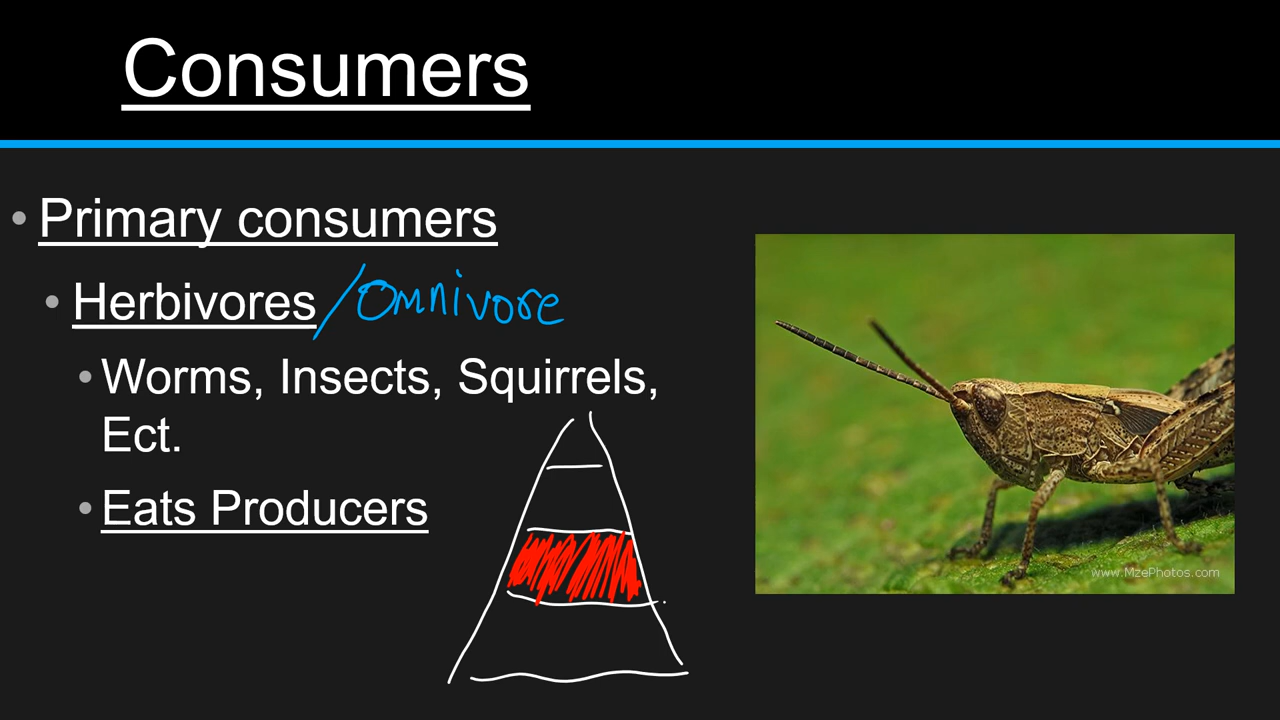 Consumers
Primary consumers
Herbivores/Omnivore
Worms, Insects, Squirrels,
Ect.
Eats Producers
www.MzePhotos.com